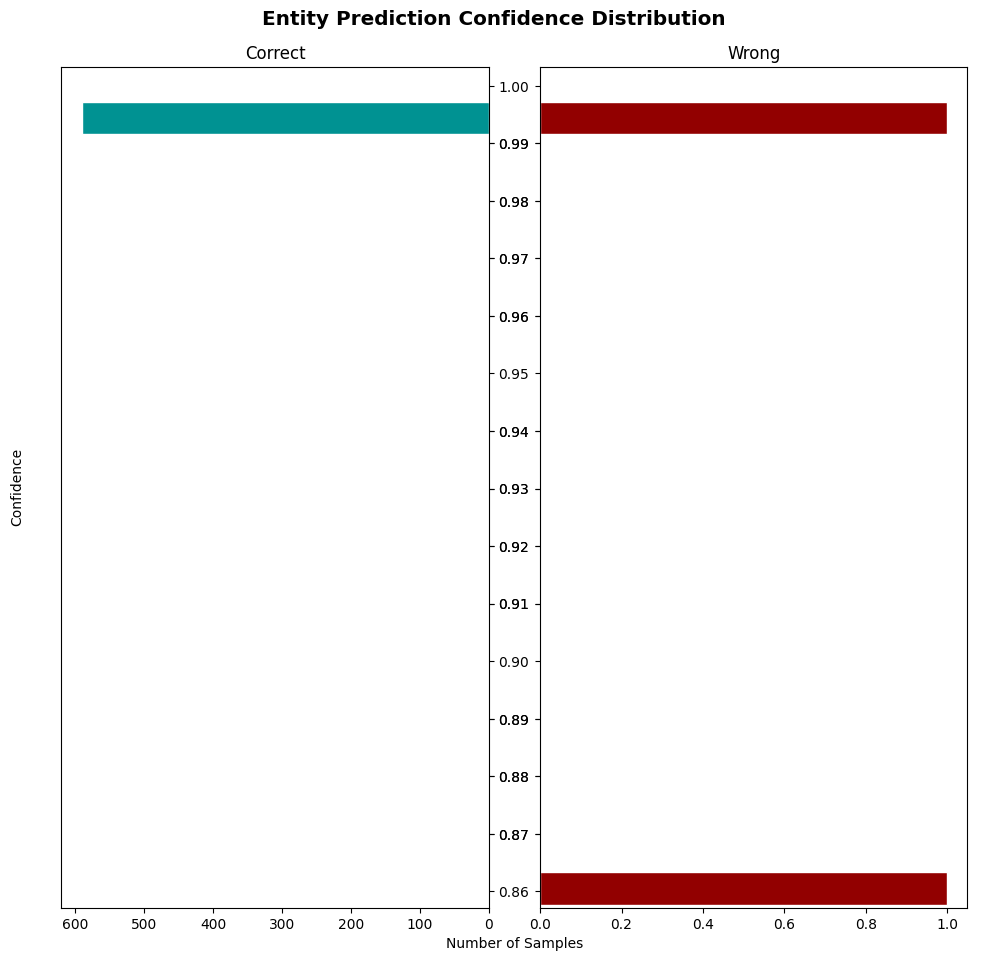 Entity Prediction Confidence Distribution
Correct
Wrong
Confidence
1.00
0.99
0.98
0.97
0.96
0.95
0.94
0.93
0.92
0.91
0.90
0.89
0.88
0.87
0.86
600 500 400 300 200 100 0
0.0 0.2 0.4 0.6 0.8 1.0
Number of Samples